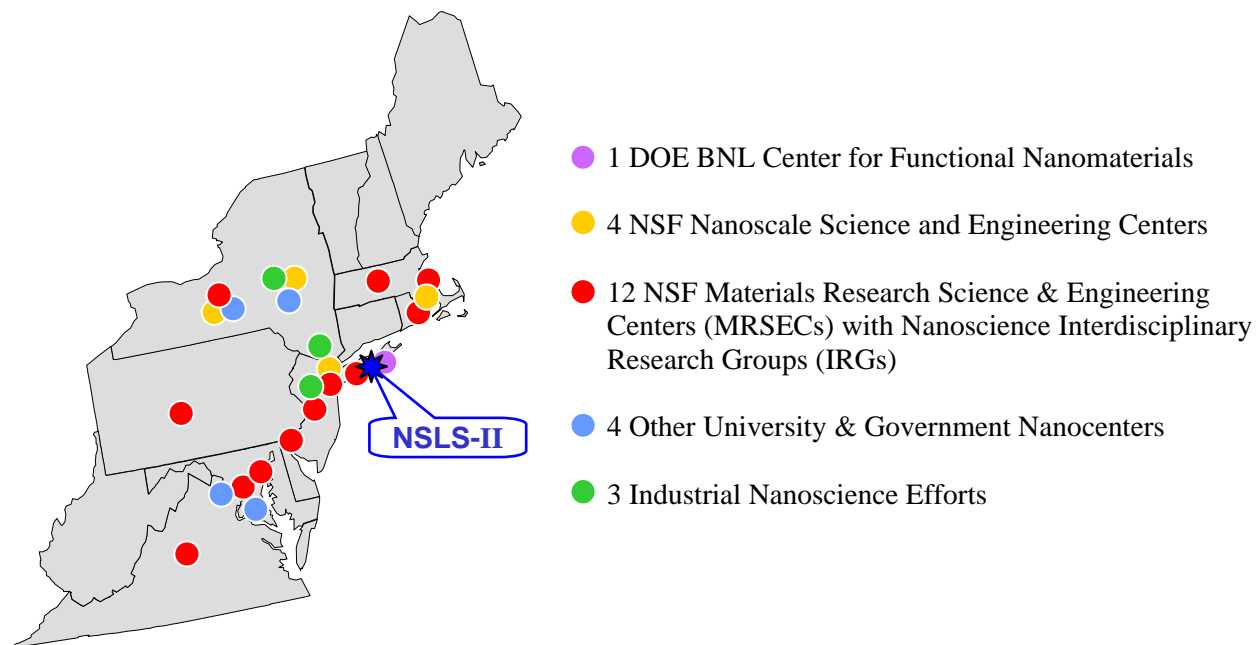 1 DOE BNL Center for Functional Nanomaterials
4 NSF Nanoscale Science and Engineering Centers
12 NSF Materials Research Science & Engineering
Centers (MRSECs) with Nanoscience Interdisciplinary
Research Groups (IRGs)
NSLS-II
4 Other University & Government Nanocenters
3 Industrial Nanoscience Efforts